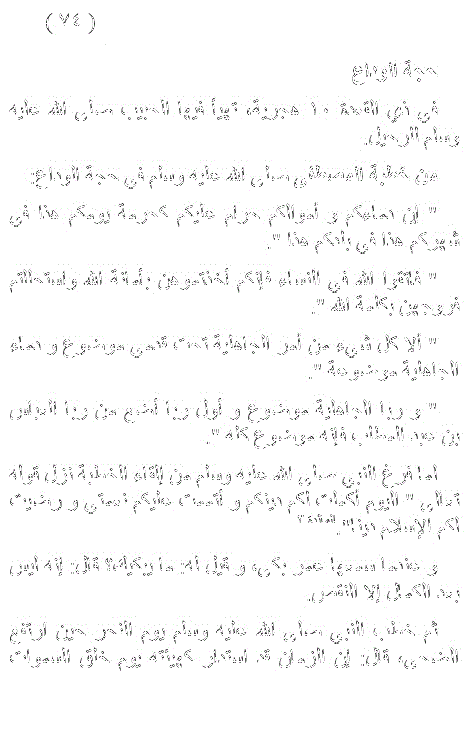 ( ٧٤ )
حجة الوداع
في ذي القعدة ١٠ هجرية، تهيأ فيها الحبيب صلى الله عليه
وسلم الرحيل.
من خطبة المصطفى صلى الله عليه وسلم في حجة الوداع:
" إن دماءكم و أموالكم حرام عليكم كحرمة يومكم هذا في
شهركم هذا في بلدكم هذا ".
" فاتقوا الله في النساء فإنكم أخذتموهن بأمانة الله واستحللتم
فروجهن بكلمة الله ".
" ألا كل شيء من أمر الجاهلية تحت قدمي موضوع و دماء
الجاهلية موضوعة ".
" و ربا الجاهلية موضوع و أول ربا أضع من ربا العباس
بن عبد المطلب فإنه موضوع كله ".
أما فرغ النبي صلى الله عليه وسلم من إلقاء الخطبة نزل قوله
تعالى " اليوم أكملت لكم دينكم و أتممت عليكم نعمتي و رضيت
لكم الإسلام دينا".
و عندما سمعها عمر بكى، و قيل له: ما يبكيك؟ قال: إنه ليس
بعد الكمال إلا النقص.
ثم خطب النبي صلى الله عليه وسلم يوم النحر حين ارتفع
الضحى، قال: إن الزمان قد استدار كهيئته يوم خلق السموات